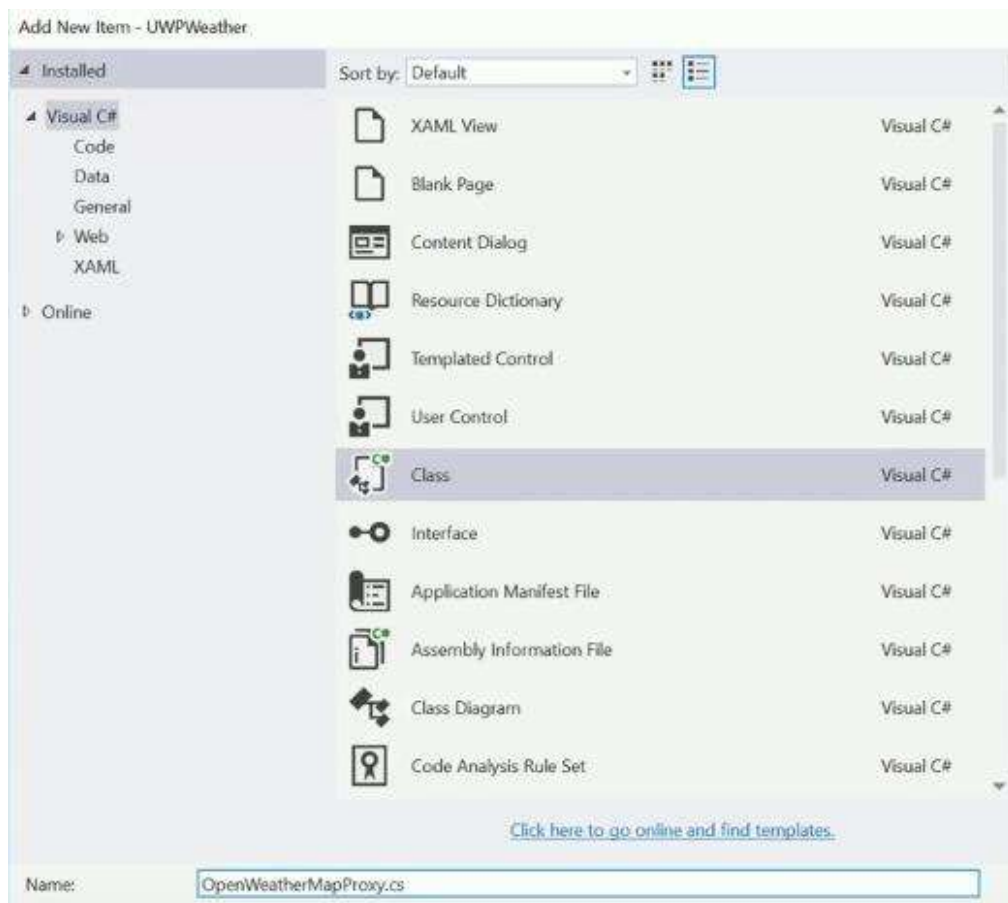 Add New Item - UWPWeather
Installed
Sort by: Default
Visual C#
Code
Data
General
Web
XAML
Online
XAML View Visual C#
Blank Page Visual C#
Content Dialog Visual C#
Resource Dictionary Visual C#
Templated Control Visual C#
User Control Visual C#
Class Visual C#
Interface Visual C#
Application Manifest File Visual C#
Assembly Information File Visual C#
Class Diagram Visual C#
Code Analysis Rule Set Visual C#
Click here to go online and find templates.
Name: OpenWeatherMapProxy.cs